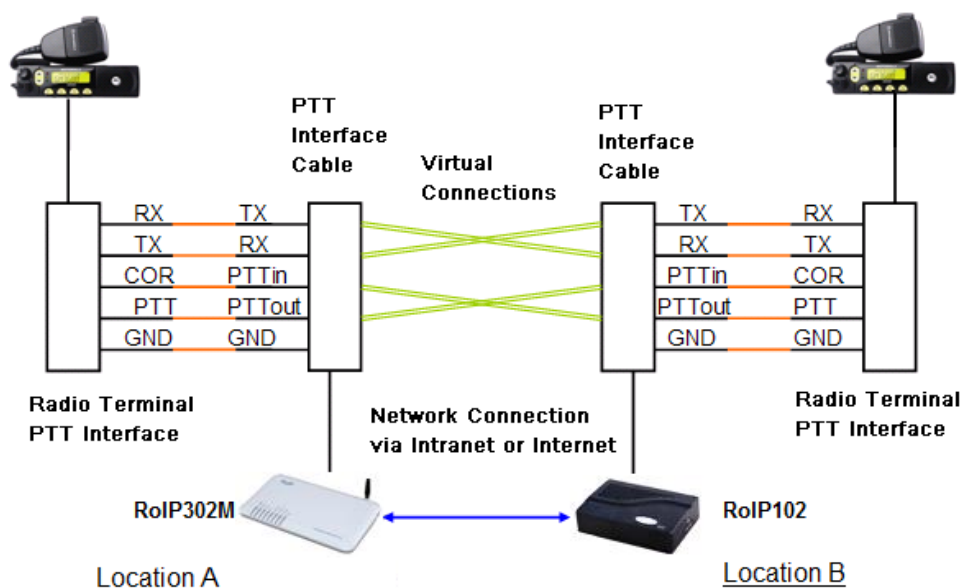 PTT
Interface
Cable
PTT
Interface
Cable
Virtual
Connections
RX TX
TX RX
COR PTTin
PTT PTTout
GND GND
TX RX
RX TX
PTTin COR
PTTout PTT
GND GND
Radio Terminal
PTT Interface
Network Connection
via Intranet or Internet
Radio Terminal
PTT Interface
RoIP302M
RoIP102
Location A
Location B